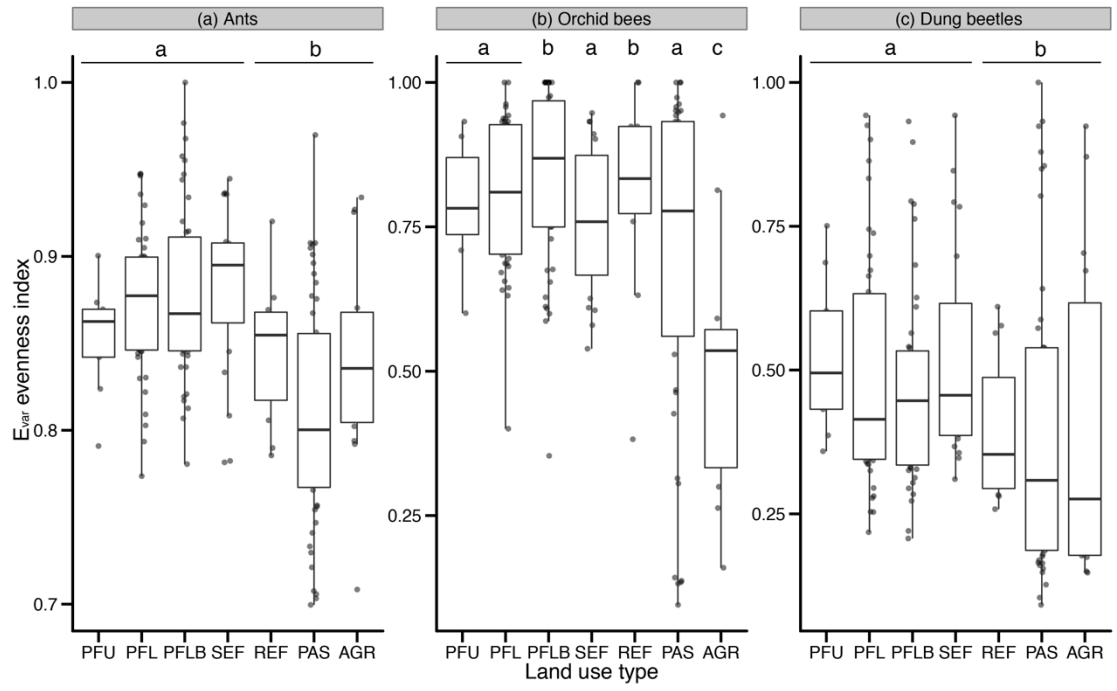 (a) Ants
(b) Orchid bees
(c) Dung beetles
a b
a b a b a c
a b
1.0
0.9
0.8
0.7
1.00
0.75
0.50
0.25
1.00
0.75
0.50
0.25
Evar evenness index
PFU PFL PFLB SEF REF PAS AGR
PFU PFL PFLB SEF REF PAS AGR
PFU PFL PFLB SEF REF PAS AGR
Land use type